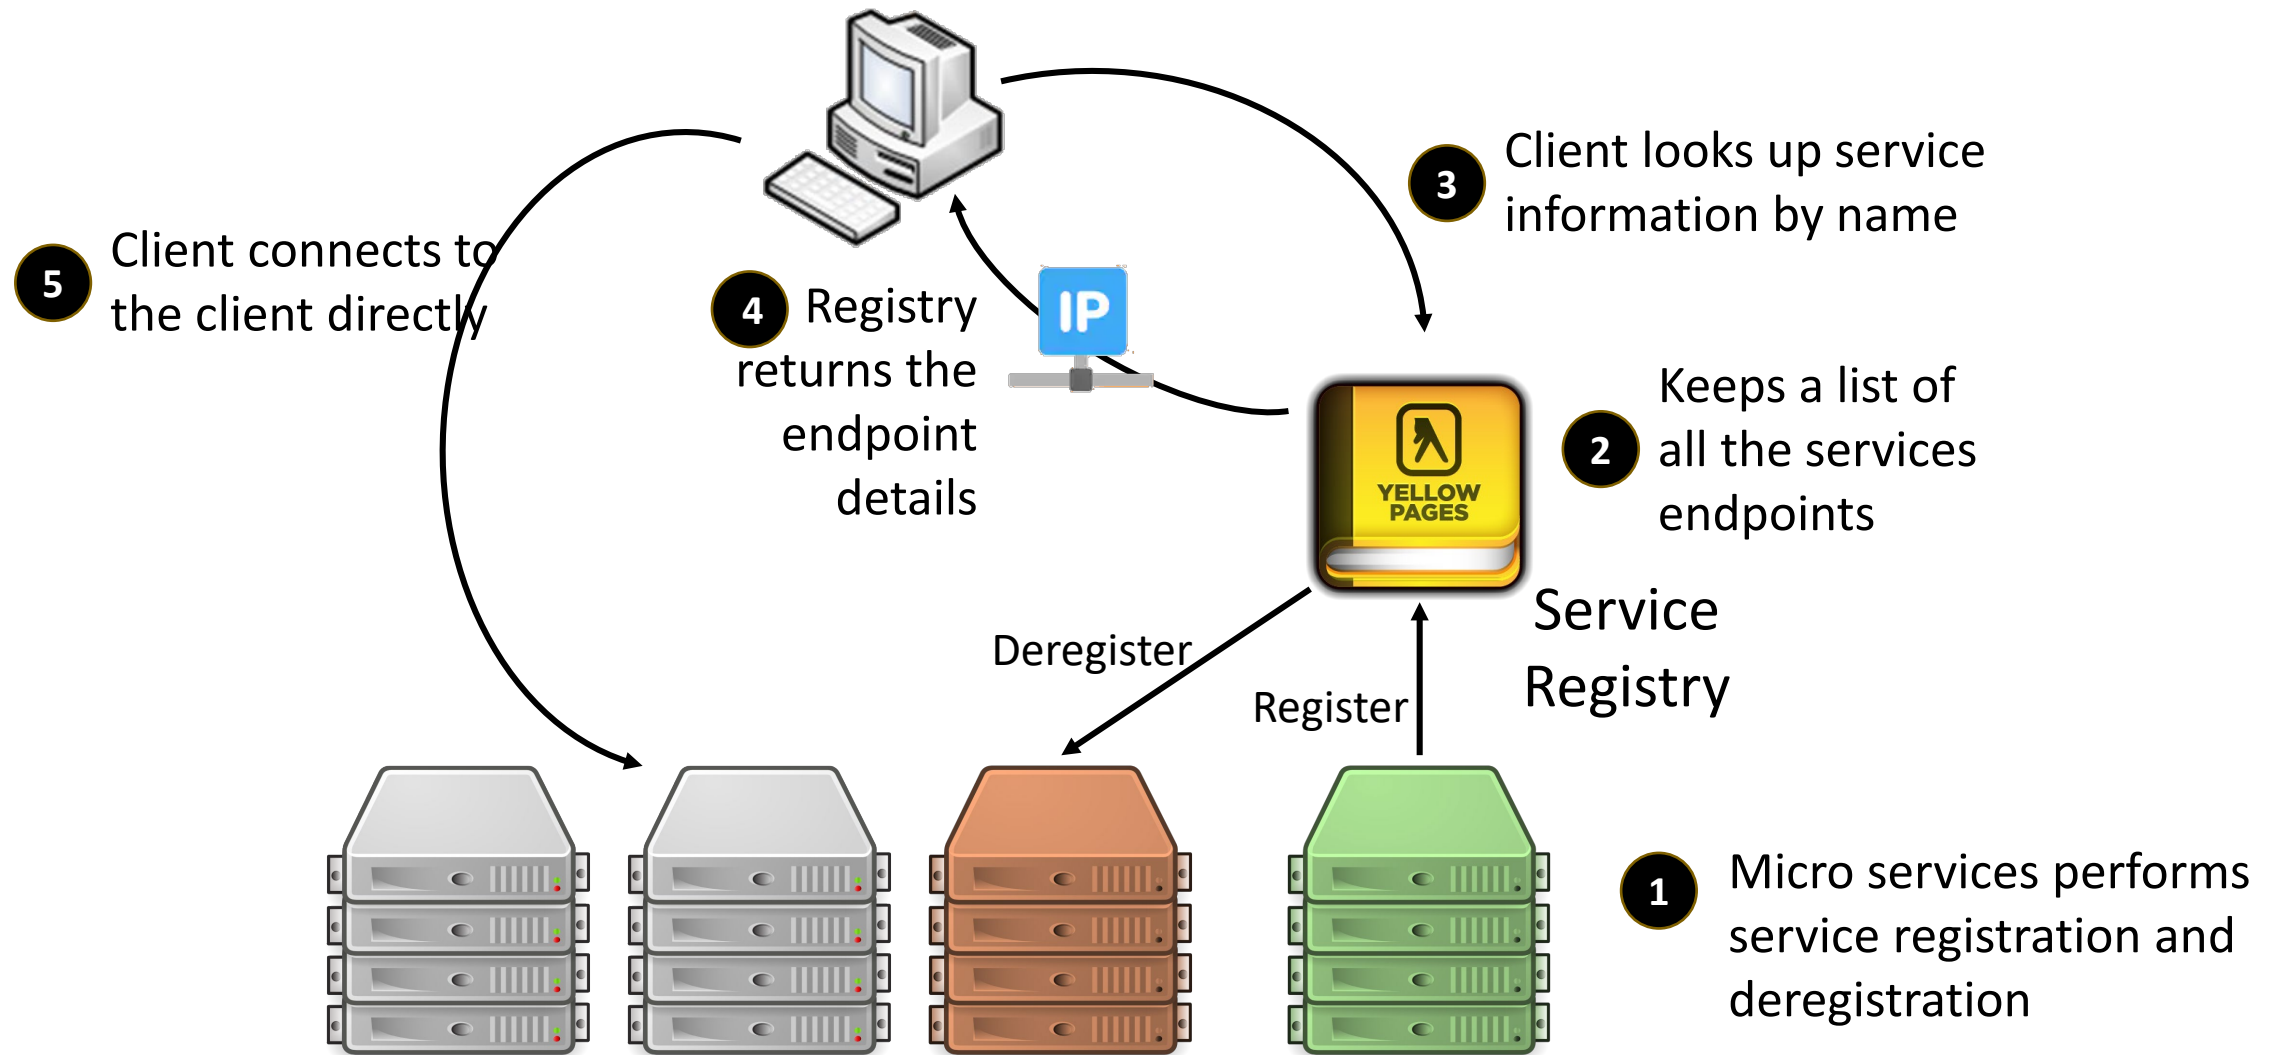 3
Client looks up service
information by name
5
Client connects to
the client directly
4
Registry
returns the
endpoint
details
IP
2
Keeps a list of
all the services
endpoints
YELLOW
PAGES
Service
Registry
Deregister
Register
1
Micro services performs
service registration and
deregistration